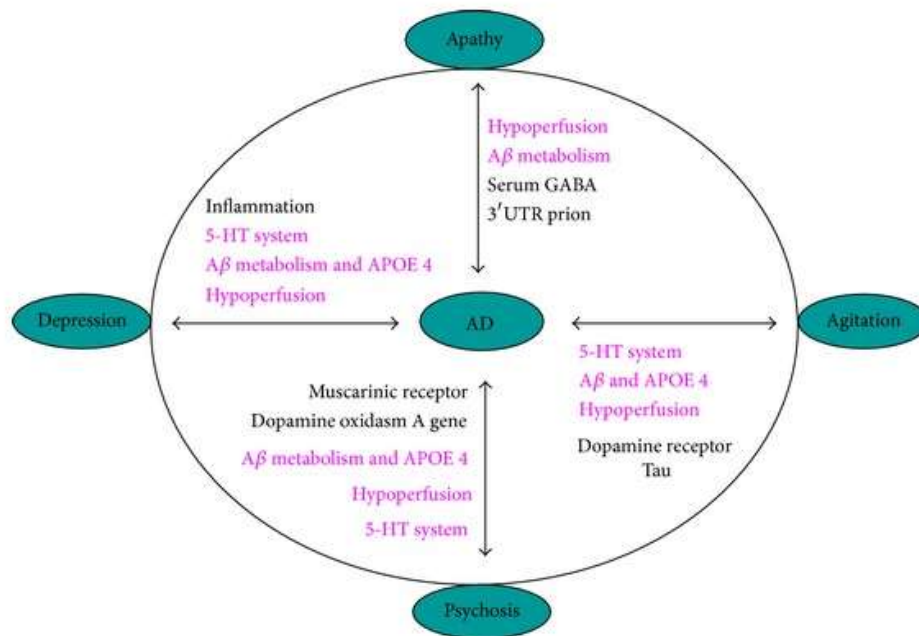 Apathy
Hypoperfusion
Aβ metabolism
Serum GABA
3′UTR prion
Inflammation
5-HT system
Aβ metabolism and APOE 4
Hypoperfusion
Depression
AD
Agitation
5-HT system
Aβ and APOE 4
Hypoperfusion
Dopamine receptor
Tau
Muscarinic receptor
Dopamine oxidasm A gene
Aβ metabolism and APOE 4
Hypoperfusion
5-HT system
Psychosis